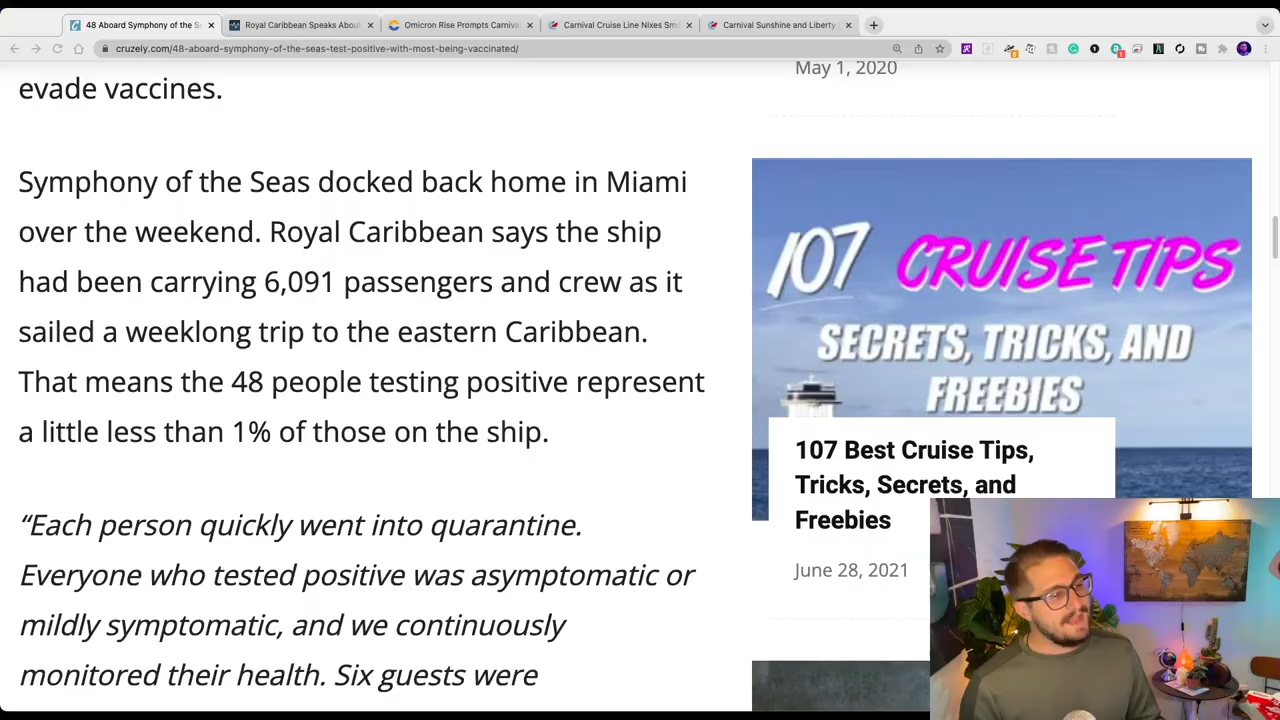 48 Aboard Symphony of the Se
Royal Caribbean Speaks About
Omicron Rise Prompts Carniva
Carnival Cruise Line Nixes Smo
Carnival Sunshine and Liberty
cruzely.com/48-aboard-symphony-of-the-seas-test-positive-with-most-being-vaccinated/
evade vaccines.
Symphony of the Seas docked back home in Miami
over the weekend. Royal Caribbean says the ship
had been carrying 6,091 passengers and crew as it
sailed a weeklong trip to the eastern Caribbean.
That means the 48 people testing positive represent
a little less than 1% of those on the ship.
“Each person quickly went into quarantine.
Everyone who tested positive was asymptomatic or
mildly symptomatic, and we continuously
monitored their health. Six guests were
May 1, 2020
107 CRUISE TIPS
SECRETS, TRICKS, AND
FREEBIES
107 Best Cruise Tips,
Tricks, Secrets, and
Freebies
June 28, 2021